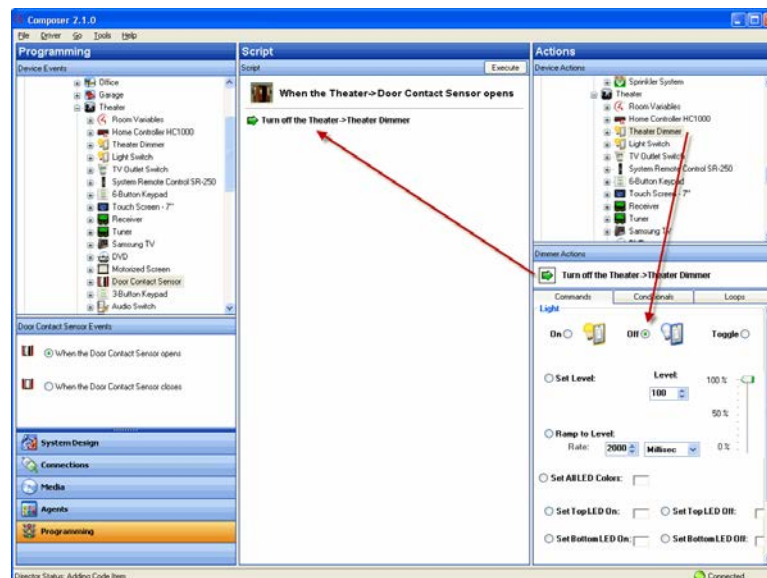 Composer 2.1.0
File Driver Go Tools Help
Programming
Device Events
Office
Garage
Theater
Room Variables
Home Controller HC1000
Theater Dimmer
Light Switch
TV Outlet Switch
System Remote Control SR-250
6-Button Keypad
Touch Screen - 7"
Receiver
Tuner
Samsung TV
DVD
Motorized Screen
Door Contact Sensor
3-Button Keypad
Audio Switch
Door Contact Sensor Events
When the Door Contact Sensor opens
When the Door Contact Sensor closes
System Design
Connections
Media
Agents
Programming
Script
Script Execute
When the Theater->Door Contact Sensor opens
Turn off the Theater->Theater Dimmer
Actions
Device Actions
Sprinkler System
Theater
Room Variables
Home Controller HC1000
Theater Dimmer
Light Switch
TV Outlet Switch
System Remote Control SR-250
6-Button Keypad
Touch Screen - 7"
Receiver
Tuner
Samsung TV
Dimmer Actions
Turn off the Theater->Theater Dimmer
Commands Conditionals Loops
Light
On Off Toggle
Set Level: Level:
100 100 %
50 %
Ramp to Level:
Rate: 2000 Millisec 0 %
Set All LED Colors:
Set Top LED On: Set Top LED Off:
Set Bottom LED On: Set Bottom LED Off:
Director Status: Adding Code Item Connected